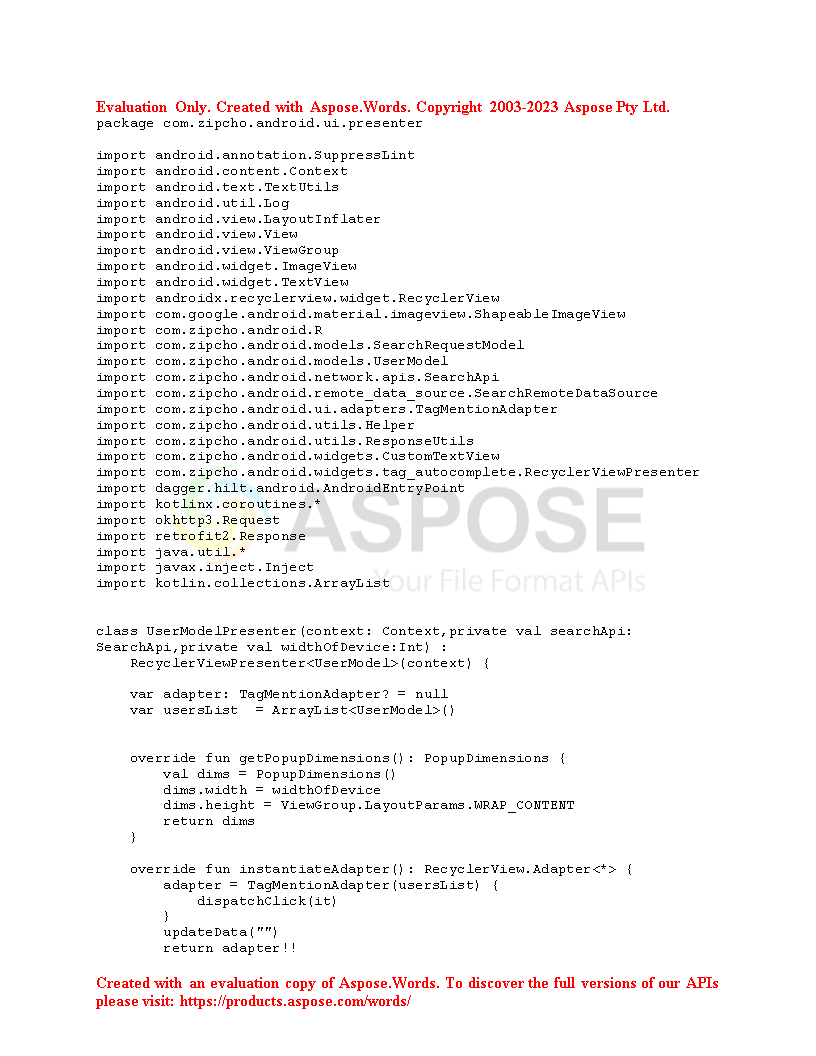 Evaluation Only. Created with Aspose.Words. Copyright 2003-2023 Aspose Pty Ltd.
package com.zipcho.android.ui.presenter
import android.annotation.SuppressLint
import android.content.Context
import android.text.TextUtils
import android.util.Log
import android.view.LayoutInflater
import android.view.View
import android.view.ViewGroup
import android.widget.ImageView
import android.widget.TextView
import androidx.recyclerview.widget.RecyclerView
import com.google.android.material.imageview.ShapeableImageView
import com.zipcho.android.R
import com.zipcho.android.models.SearchRequestModel
import com.zipcho.android.models.UserModel
import com.zipcho.android.network.apis.SearchApi
import com.zipcho.android.remote_data_source.SearchRemoteDataSource
import com.zipcho.android.ui.adapters.TagMentionAdapter
import com.zipcho.android.utils.Helper
import com.zipcho.android.utils.ResponseUtils
import com.zipcho.android.widgets.CustomTextView
import com.zipcho.android.widgets.tag_autocomplete.RecyclerViewPresenter
import dagger.hilt.android.AndroidEntryPoint
import kotlinx.coroutines.*
import okhttp3.Request
import retrofit2.Response
import java.util.*
import javax.inject.Inject
import kotlin.collections.ArrayList
ASPOSE
Your File Format APIs
class UserModelPresenter(context: Context,private val searchApi:
SearchApi,private val widthOfDevice:Int) :
    RecyclerViewPresenter<UserModel>(context) {
    var adapter: TagMentionAdapter? = null
    var usersList  = ArrayList<UserModel>()
    override fun getPopupDimensions(): PopupDimensions {
        val dims = PopupDimensions()
        dims.width = widthOfDevice
        dims.height = ViewGroup.LayoutParams.WRAP_CONTENT
        return dims
    }
    override fun instantiateAdapter(): RecyclerView.Adapter<*> {
        adapter = TagMentionAdapter(usersList) {
            dispatchClick(it)
        }
        updateData("")
        return adapter!!
Created with an evaluation copy of Aspose.Words. To discover the full versions of our APIs
please visit: https://products.aspose.com/words/